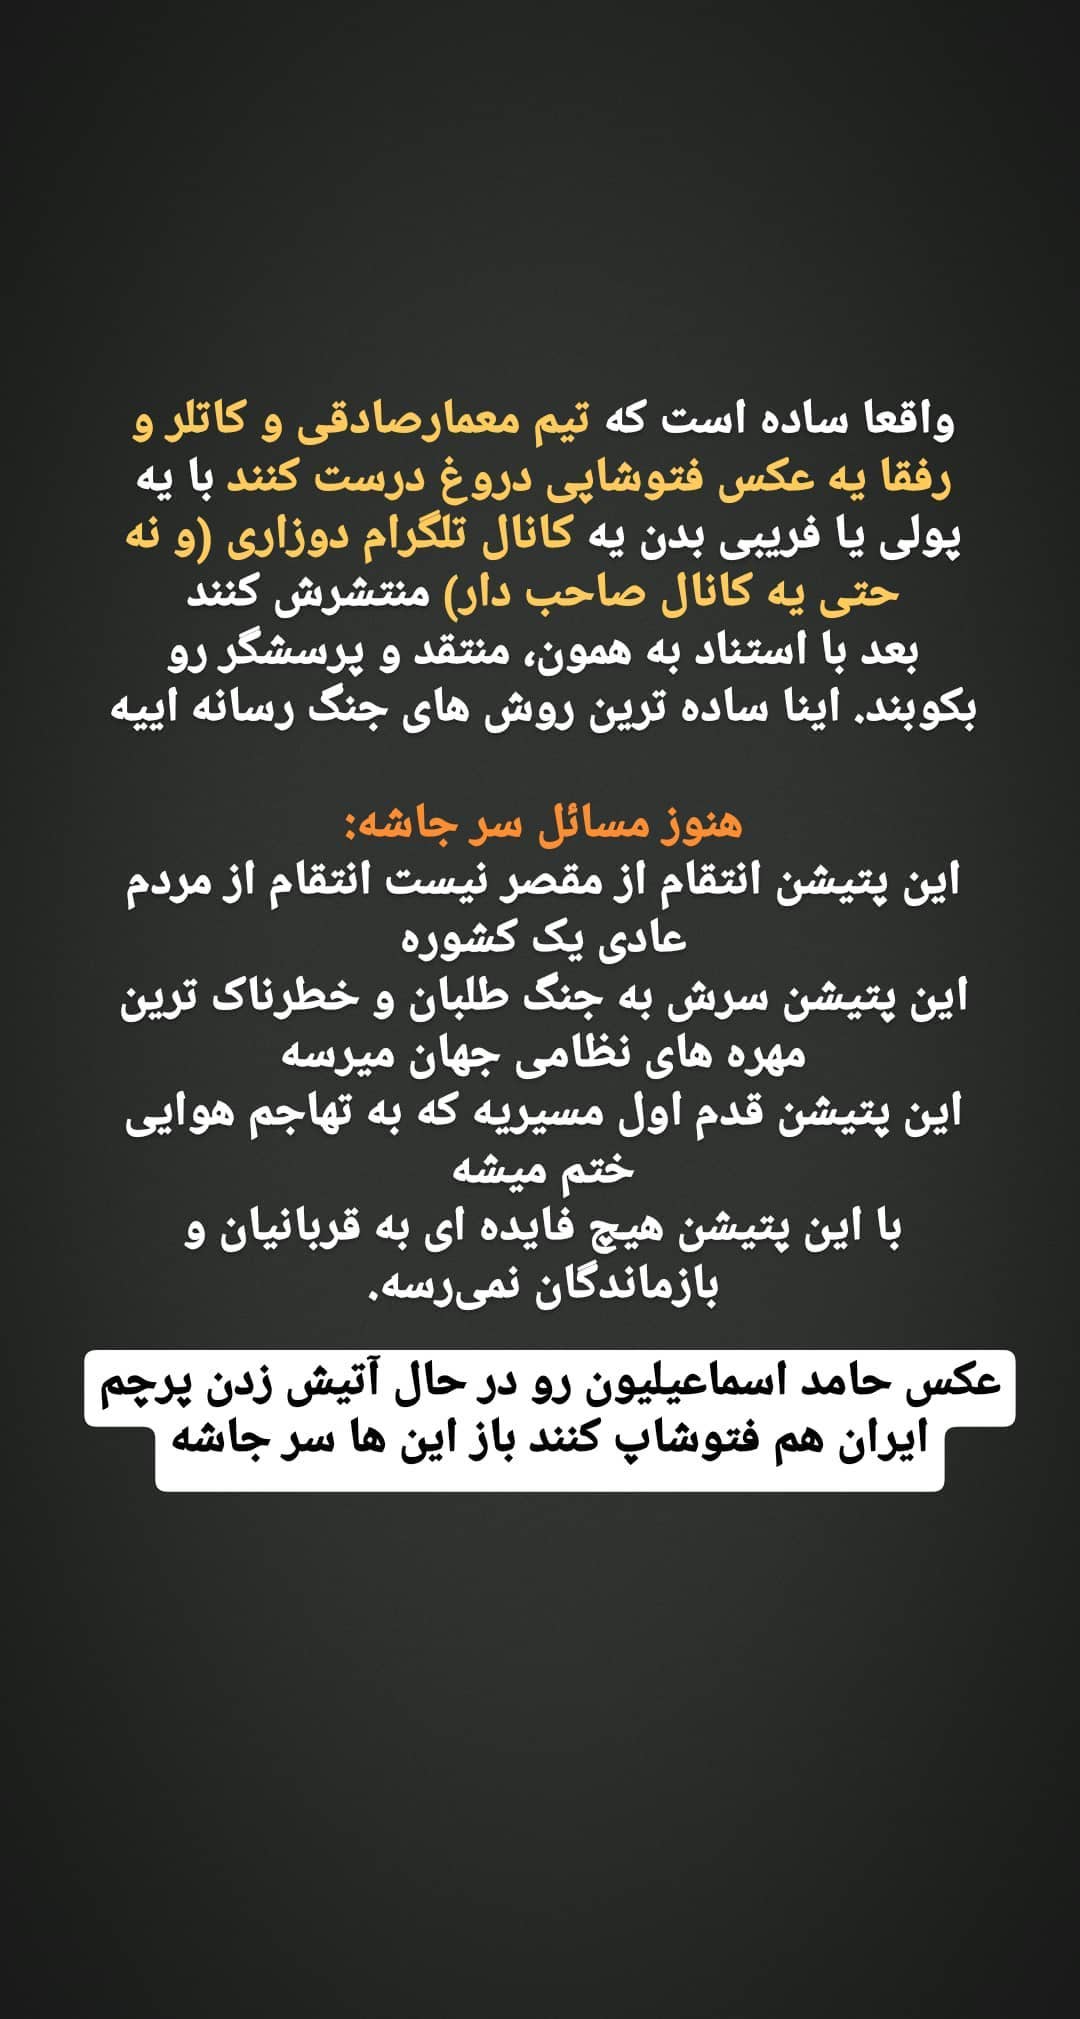 واقعا ساده است که تیم معمارصادقی و کاتلر و
رفقا یه عکس فتوشاپی دروغ درست کنند با یه
پولی یا فریبی بدن یه کانال تلگرام دوزاری (و نه
حتی یه کانال صاحب دار) منتشرش کنند
بعد با استناد به همون، منتقد و پرسشگر رو
بکوبند. اینا ساده ترین روش های جنگ رسانه اییه
هنوز مسائل سر جاشه:
این پتیشن انتقام از مقصر نیست انتقام از مردم
عادی یک کشوره
این پتیشن سرش به جنگ طلبان و خطرناک ترین
مهره های نظامی جهان میرسه
این پتیشن قدم اول مسیریه که به تهاجم هوایی
ختم میشه
با این پتیشن هیچ فایده ای به قربانیان و
بازماندگان نمی‌رسه.
عکس حامد اسماعیلیون رو در حال آتیش زدن پرچم
ایران هم فتوشاپ کنند باز این ها سر جاشه